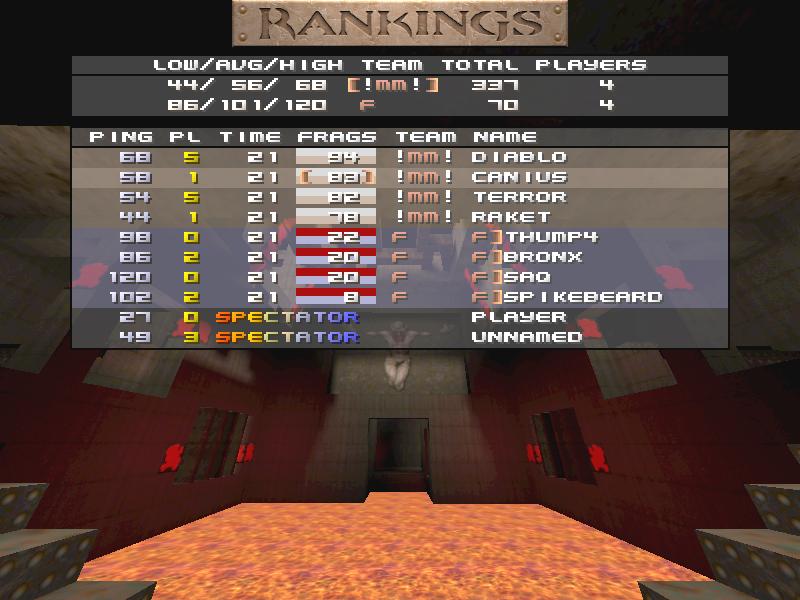 RANKINGS
LOW/AVG/HIGH TEAM TOTAL PLAYERS
44/ 56/ 68 [!mm!] 337 4
86/101/120 F 70 4
PING PL TIME FRAGS TEAM NAME
68 5 21 94 !mm! DIABLO
58 1 21 [ 83] !mm! CANIUS
54 5 21 82 !mm! TERROR
44 1 21 78 !mm! RAKET
98 0 21 22 F F]THUMP4
86 2 21 20 F F]BRONX
120 0 21 20 F F]SAQ
102 2 21 8 F F]SPIKEBEARD
27 0 SPECTATOR PLAYER
49 3 SPECTATOR UNNAMED